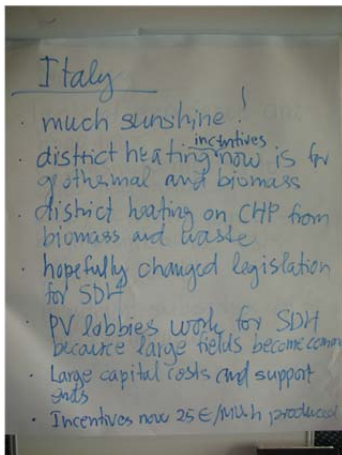 Italy
• much sunshine!
incentives
• district heating now is for
geothermal and biomass
• district heating on CHP from
biomass and waste
• hopefully changed legislation
for SDH
• PV lobbies work for SDH
because large fields become common
• Large capital costs and support
ends
• Incentives now 25 €/MWh produced